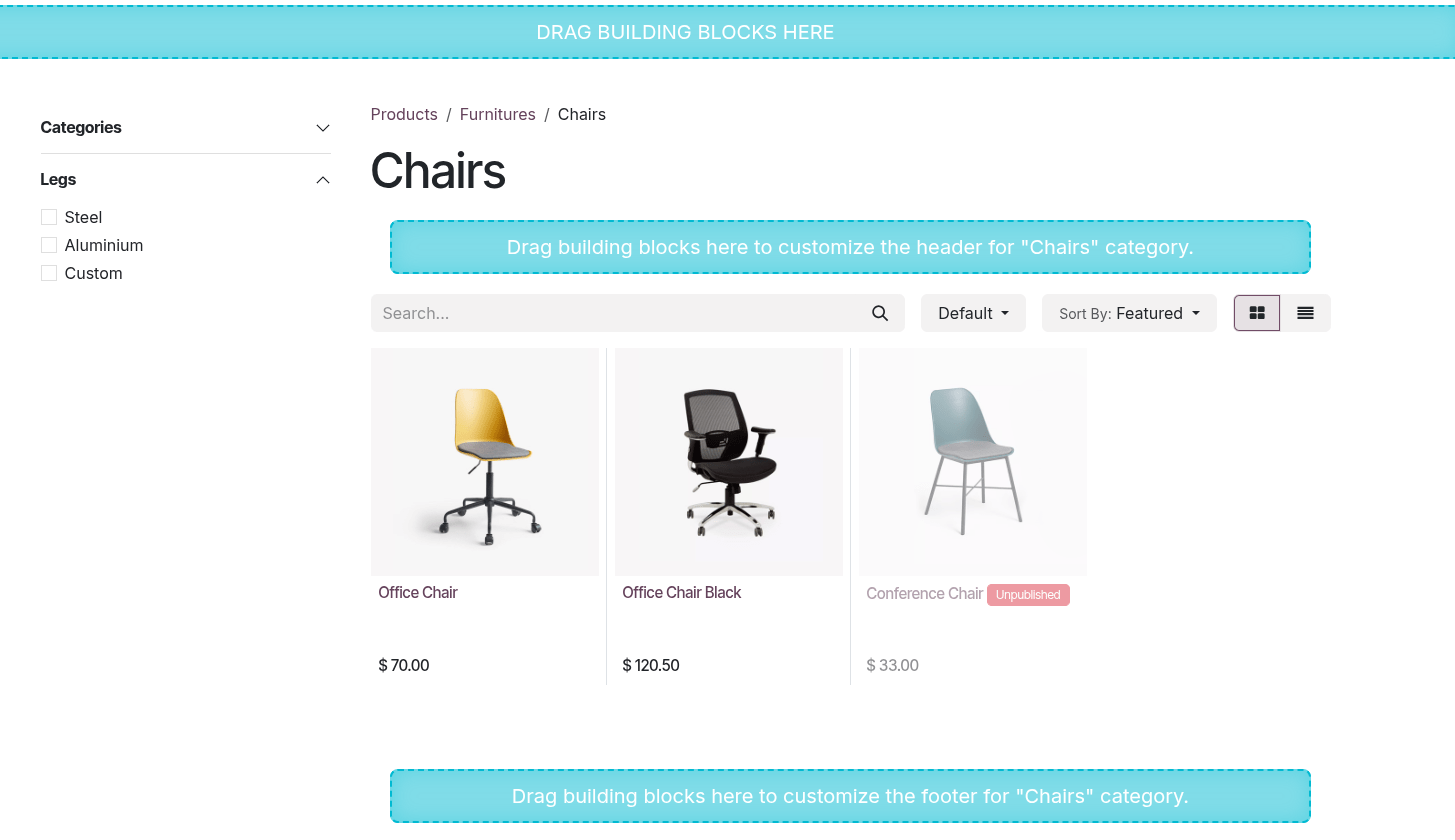 DRAG BUILDING BLOCKS HERE
Categories
Legs
Steel
Aluminium
Custom
Products / Furnitures / Chairs
Chairs
Drag building blocks here to customize the header for "Chairs" category.
Search...
Default
Sort By: Featured
Office Chair
$ 70.00
Office Chair Black
$ 120.50
Conference Chair Unpublished
$ 33.00
Drag building blocks here to customize the footer for "Chairs" category.